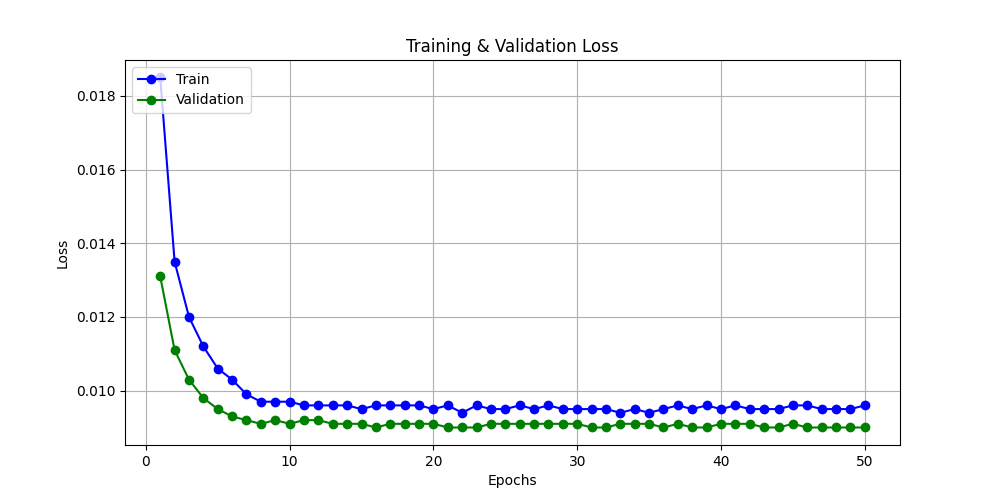 Training & Validation Loss
Train
Validation
Loss
0.018
0.016
0.014
0.012
0.010
0 10 20 30 40 50
Epochs